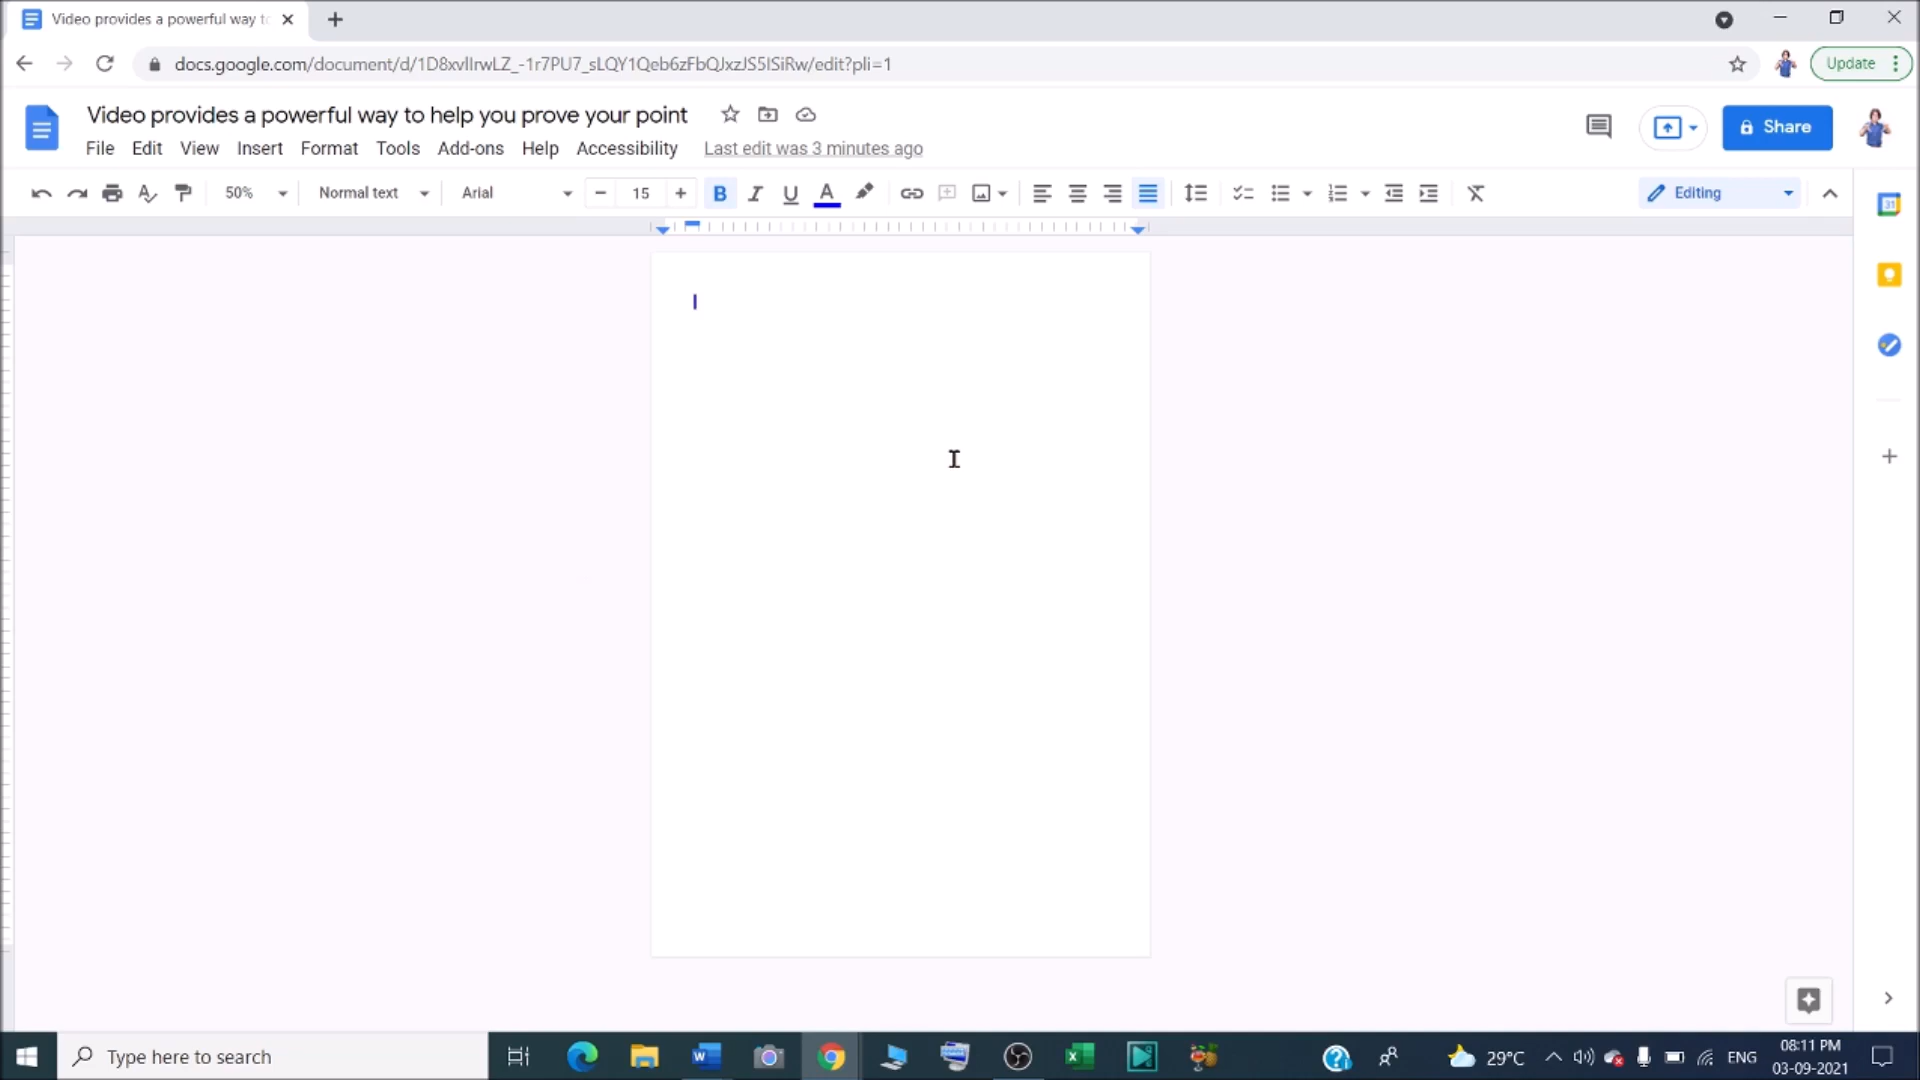 Video provides a powerful way to
docs.google.com/document/d/1D8xvlIrwLZ_-1r7PU7_sLQY1Qeb6zFbQJxzJS5ISiRw/edit?pli=1
Update
Video provides a powerful way to help you prove your point
File Edit View Insert Format Tools Add-ons Help Accessibility Last edit was 3 minutes ago
Share
50% Normal text Arial 15 B I U A Editing
31
Type here to search
29°C ENG 08:11 PM
03-09-2021